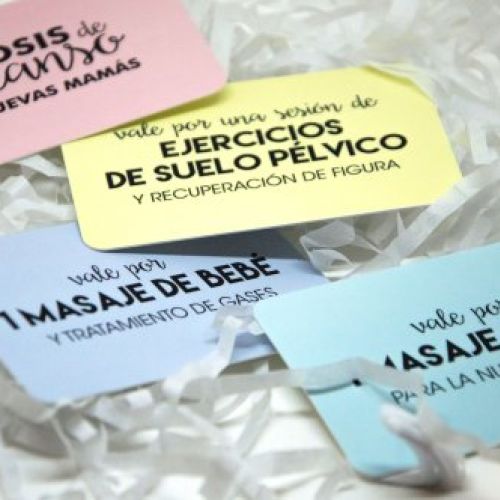 OSIS de
anso
UEVAS MAMÁS
vale por una sesión de
EJERCICIOS
DE SUELO PÉLVICO
Y RECUPERACIÓN DE FIGURA
vale por
1 MASAJE DE BEBÉ
Y TRATAMIENTO DE GASES
vale por
MASAJE
PARA LA NU